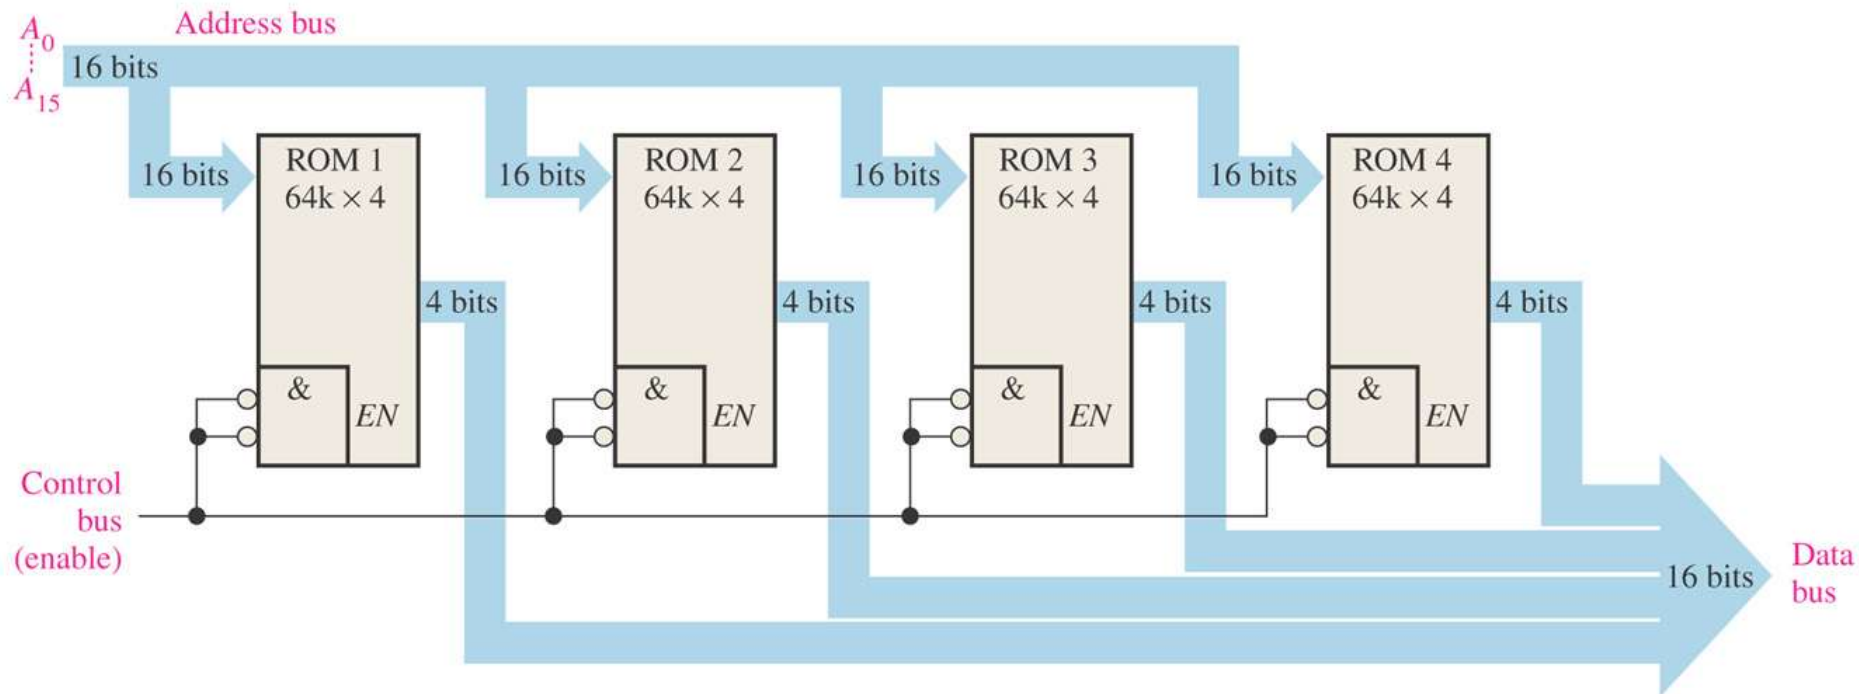 Address bus
A0
A15
16 bits
16 bits
ROM 1
64k × 4
16 bits
ROM 2
64k × 4
16 bits
ROM 3
64k × 4
16 bits
ROM 4
64k × 4
4 bits
4 bits
4 bits
4 bits
&
EN
&
EN
&
EN
&
EN
Control
bus
(enable)
16 bits
Data
bus